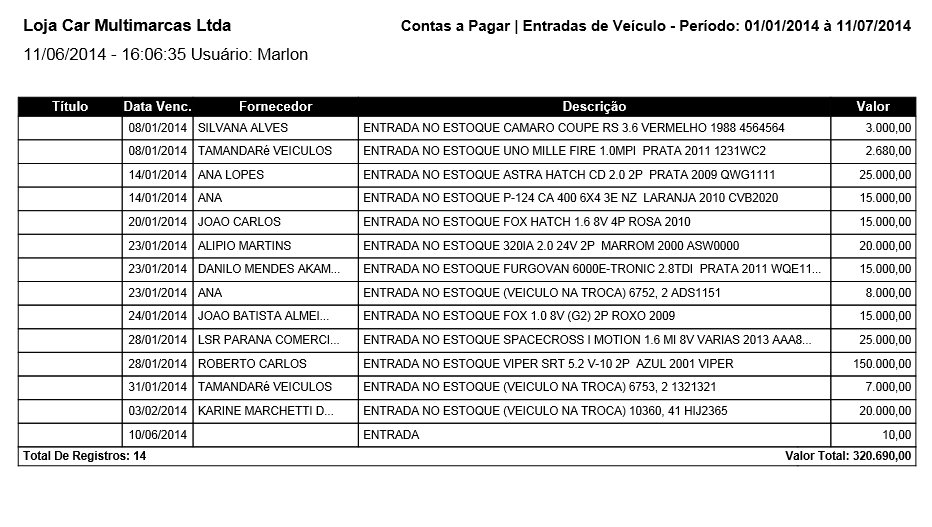 Loja Car Multimarcas Ltda Contas a Pagar | Entradas de Veículo - Período: 01/01/2014 à 11/07/2014
11/06/2014 - 16:06:35 Usuário: Marlon
Título Data Venc. Fornecedor Descrição Valor
08/01/2014 SILVANA ALVES ENTRADA NO ESTOQUE CAMARO COUPE RS 3.6 VERMELHO 1988 4564564 3.000,00
08/01/2014 TAMANDARé VEICULOS ENTRADA NO ESTOQUE UNO MILLE FIRE 1.0MPI PRATA 2011 1231WC2 2.680,00
14/01/2014 ANA LOPES ENTRADA NO ESTOQUE ASTRA HATCH CD 2.0 2P PRATA 2009 QWG1111 25.000,00
14/01/2014 ANA ENTRADA NO ESTOQUE P-124 CA 400 6X4 3E NZ LARANJA 2010 CVB2020 15.000,00
20/01/2014 JOAO CARLOS ENTRADA NO ESTOQUE FOX HATCH 1.6 8V 4P ROSA 2010 15.000,00
23/01/2014 ALIPIO MARTINS ENTRADA NO ESTOQUE 320IA 2.0 24V 2P MARROM 2000 ASW0000 20.000,00
23/01/2014 DANILO MENDES AKAM... ENTRADA NO ESTOQUE FURGOVAN 6000E-TRONIC 2.8TDI PRATA 2011 WQE11... 15.000,00
23/01/2014 ANA ENTRADA NO ESTOQUE (VEICULO NA TROCA) 6752, 2 ADS1151 8.000,00
24/01/2014 JOAO BATISTA ALMEI... ENTRADA NO ESTOQUE FOX 1.0 8V (G2) 2P ROXO 2009 15.000,00
28/01/2014 LSR PARANA COMERCI... ENTRADA NO ESTOQUE SPACECROSS I MOTION 1.6 MI 8V VARIAS 2013 AAA8... 25.000,00
28/01/2014 ROBERTO CARLOS ENTRADA NO ESTOQUE VIPER SRT 5.2 V-10 2P AZUL 2001 VIPER 150.000,00
31/01/2014 TAMANDARé VEICULOS ENTRADA NO ESTOQUE (VEICULO NA TROCA) 6753, 2 1321321 7.000,00
03/02/2014 KARINE MARCHETTI D... ENTRADA NO ESTOQUE (VEICULO NA TROCA) 10360, 41 HIJ2365 20.000,00
10/06/2014 ENTRADA 10,00
Total De Registros: 14 Valor Total: 320.690,00